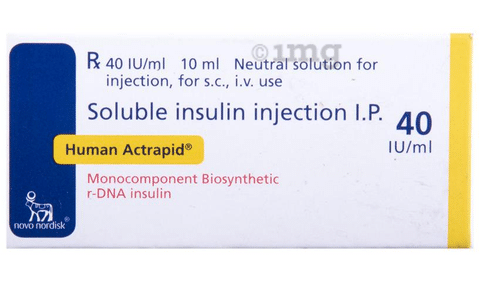 ©1mg
Rx 40 IU/ml 10 ml Neutral solution for
injection, for s.c., i.v. use
Soluble insulin injection I.P. 40
IU/ml
Human Actrapid®
Monocomponent Biosynthetic
r-DNA insulin
novo nordisk®